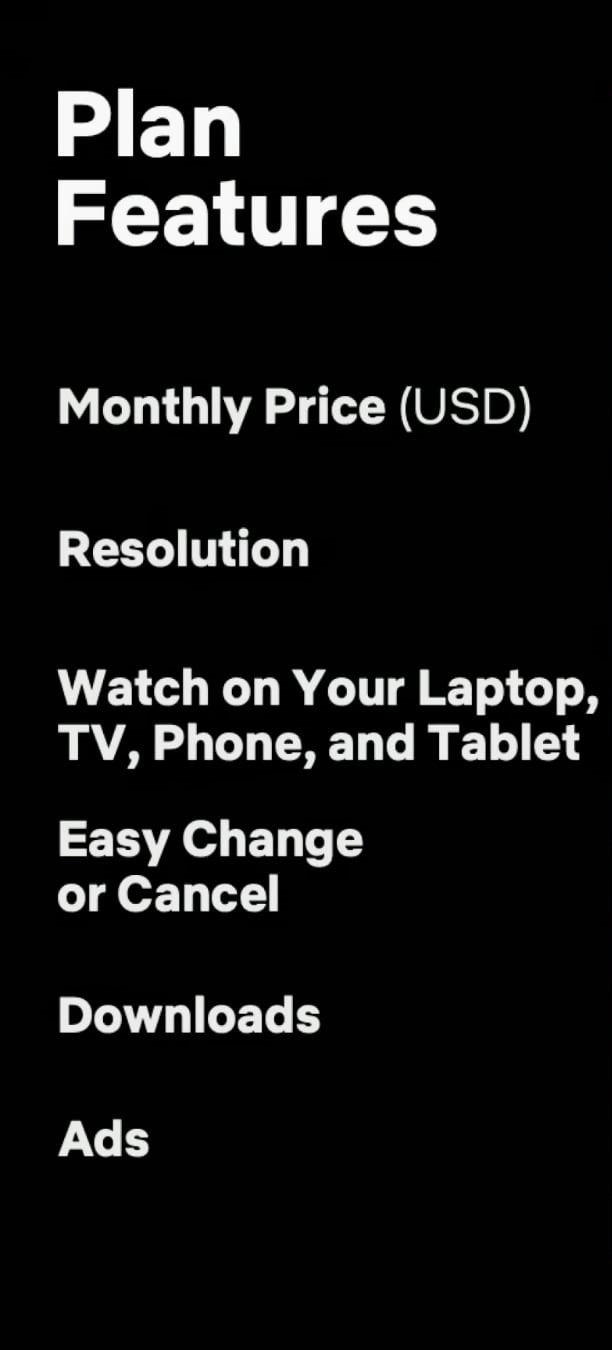 Plan
Features
Monthly Price (USD)
Resolution
Watch on Your Laptop,
TV, Phone, and Tablet
Easy Change
or Cancel
Downloads
Ads